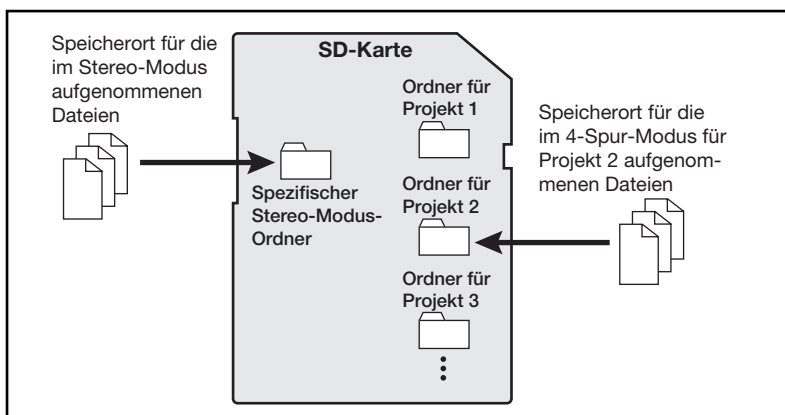 Speicherort für die
im Stereo-Modus
aufgenommenen
Dateien
SD-Karte
Spezifischer
Stereo-Modus-
Ordner
Ordner für
Projekt 1
Ordner für
Projekt 2
Ordner für
Projekt 3
Speicherort für die
im 4-Spur-Modus für
Projekt 2 aufgenom-
menen Dateien